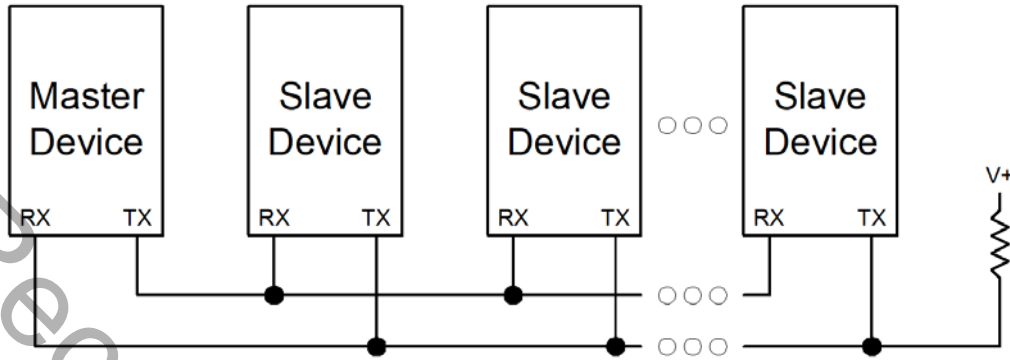 Master
Device
Slave
Device
Slave
Device
Slave
Device
V+
RX TX
RX TX
RX TX
RX TX